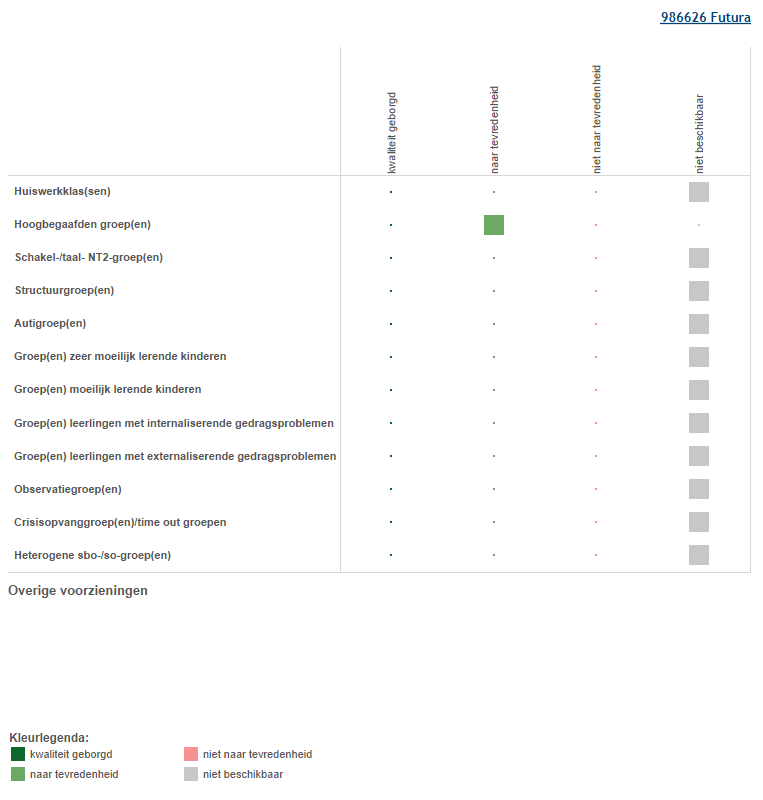 986626 Futura
kwaliteit geborgd
naar tevredenheid
niet naar tevredenheid
niet beschikbaar
Huiswerkklas(sen)
Hoogbegaafden groep(en)
Schakel-/taal- NT2-groep(en)
Structuurgroep(en)
Autigroep(en)
Groep(en) zeer moeilijk lerende kinderen
Groep(en) moeilijk lerende kinderen
Groep(en) leerlingen met internaliserende gedragsproblemen
Groep(en) leerlingen met externaliserende gedragsproblemen
Observatiegroep(en)
Crisisopvanggroep(en)/time out groepen
Heterogene sbo-/so-groep(en)
Overige voorzieningen
Kleurlegenda:
kwaliteit geborgd
niet naar tevredenheid
naar tevredenheid
niet beschikbaar